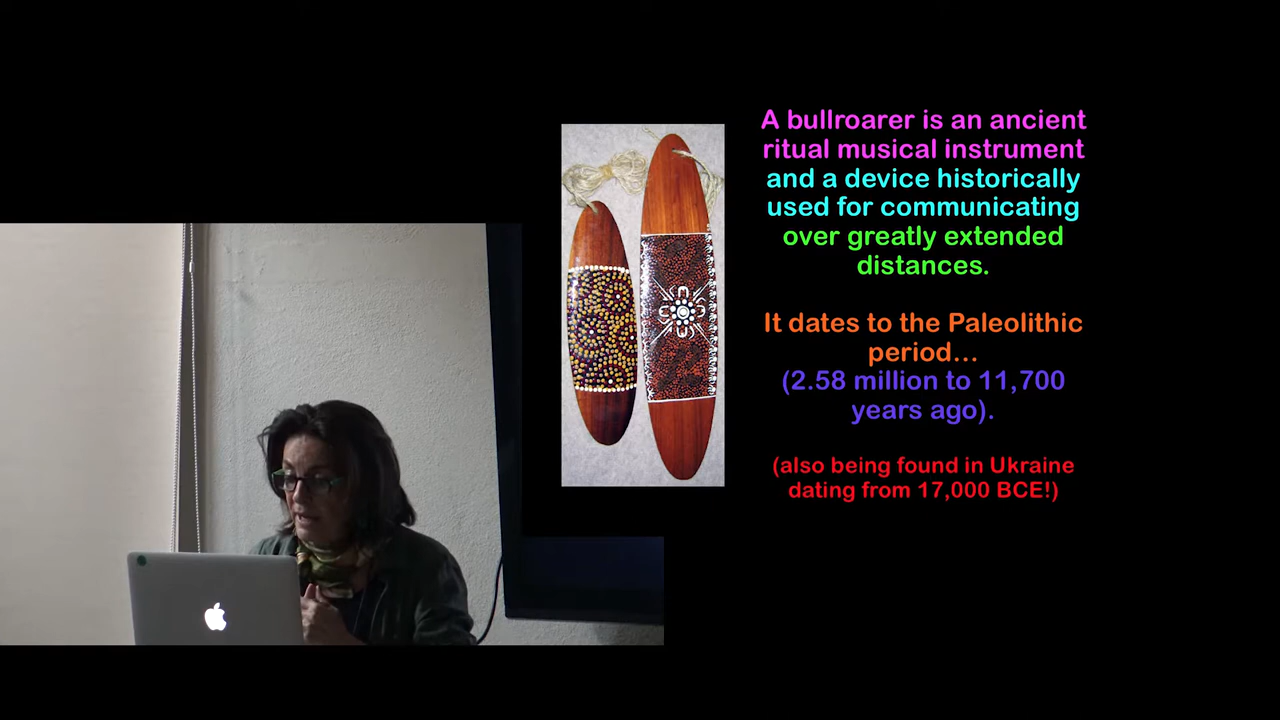 A bullroarer is an ancient
ritual musical instrument
and a device historically
used for communicating
over greatly extended
distances.
It dates to the Paleolithic
period...
(2.58 million to 11,700
years ago).
(also being found in Ukraine
dating from 17,000 BCE!)